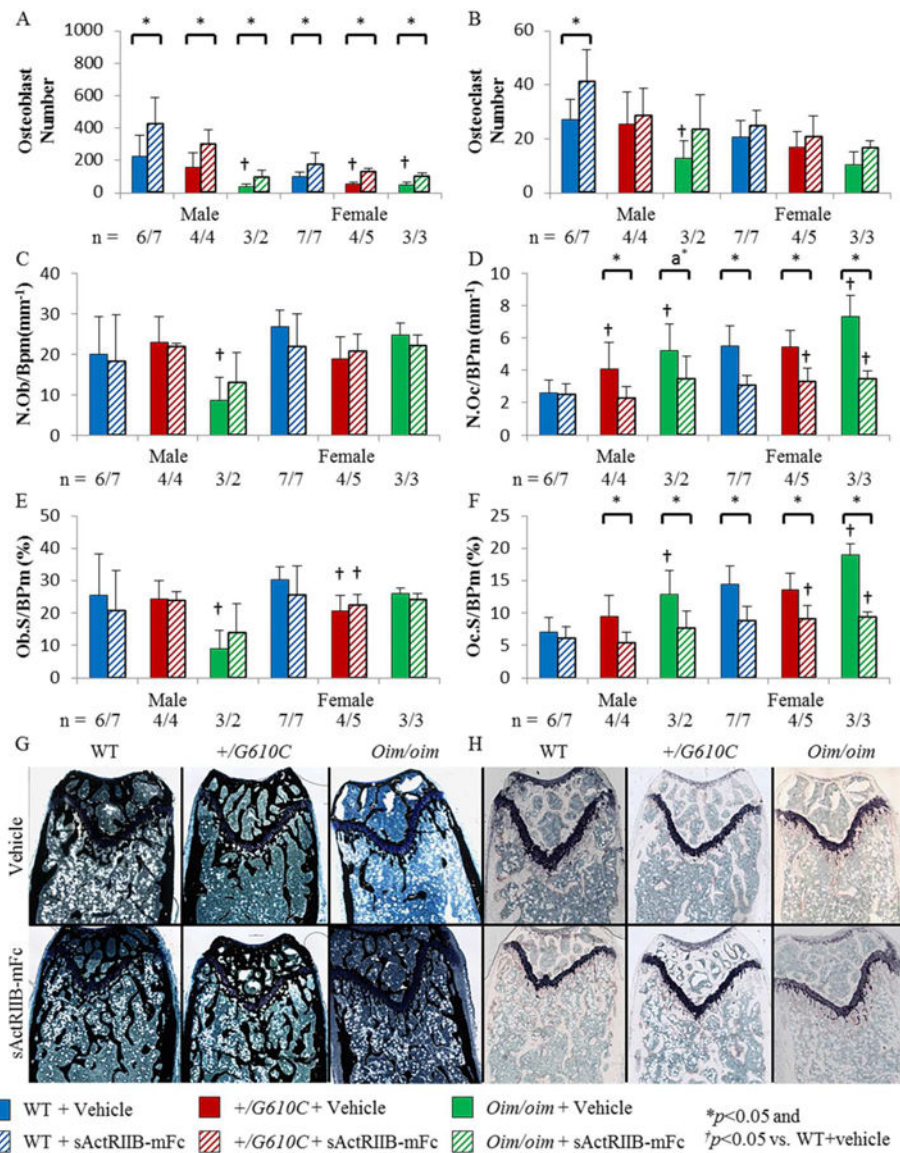 A
B
* * * * * *
*
1000
800
600
400
200
0
Osteoblast
Number
† † †
60
40
20
0
Osteoclast
Number
†
Male Female
Male Female
n = 6/7 4/4 3/2 7/7 4/5 3/3
6/7 4/4 3/2 7/7 4/5 3/3
C
D
* a* * * *
40
30
20
10
0
N.Ob/Bpm(mm⁻¹)
†
10
8
6
4
2
0
N.Oc/BPm (mm⁻¹)
† † † † †
Male Female
Male Female
n = 6/7 4/4 3/2 7/7 4/5 3/3
6/7 4/4 3/2 7/7 4/5 3/3
E
F
* * * * *
50
40
30
20
10
0
Ob.S/BPm (%)
† † †
25
20
15
10
5
0
Oc.S/BPm (%)
† † † †
Male Female
Male Female
n = 6/7 4/4 3/2 7/7 4/5 3/3
6/7 4/4 3/2 7/7 4/5 3/3
G WT +/G610C Oim/oim
H WT +/G610C Oim/oim
Vehicle
sActRIIB-mFc
WT + Vehicle
+/G610C + Vehicle
Oim/oim + Vehicle
WT + sActRIIB-mFc
+/G610C + sActRIIB-mFc
Oim/oim + sActRIIB-mFc
*p<0.05 and
†p<0.05 vs. WT+vehicle